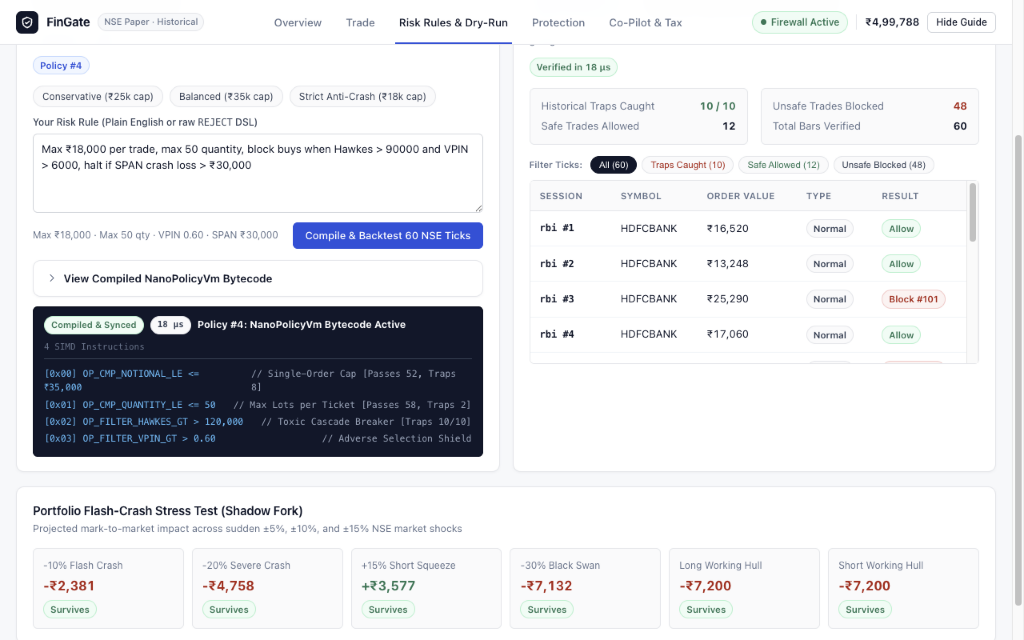 FinGate
NSE Paper · Historical
Overview
Trade
Risk Rules & Dry-Run
Protection
Co-Pilot & Tax
Firewall Active
₹4,99,788
Hide Guide
Policy #4
Conservative (₹25k cap)
Balanced (₹35k cap)
Strict Anti-Crash (₹18k cap)
Your Risk Rule (Plain English or raw REJECT DSL)
Max ₹18,000 per trade, max 50 quantity, block buys when Hawkes > 90000 and VPIN
> 6000, halt if SPAN crash loss > ₹30,000
Max ₹18,000 · Max 50 qty · VPIN 0.60 · SPAN ₹30,000
Compile & Backtest 60 NSE Ticks
View Compiled NanoPolicyVm Bytecode
Compiled & Synced
18 µs
Policy #4: NanoPolicyVm Bytecode Active
4 SIMD Instructions
[0x00] OP_CMP_NOTIONAL_LE <=
₹35,000
// Single-Order Cap [Passes 52, Traps
8]
[0x01] OP_CMP_QUANTITY_LE <= 50 // Max Lots per Ticket [Passes 58, Traps 2]
[0x02] OP_FILTER_HAWKES_GT > 120,000 // Toxic Cascade Breaker [Traps 10/10]
[0x03] OP_FILTER_VPIN_GT > 0.60 // Adverse Selection Shield
Verified in 18 µs
Historical Traps Caught 10 / 10
Safe Trades Allowed 12
Unsafe Trades Blocked 48
Total Bars Verified 60
Filter Ticks:
All (60)
Traps Caught (10)
Safe Allowed (12)
Unsafe Blocked (48)
SESSION SYMBOL ORDER VALUE TYPE RESULT
rbi #1 HDFCBANK ₹16,520 Normal Allow
rbi #2 HDFCBANK ₹13,248 Normal Allow
rbi #3 HDFCBANK ₹25,290 Normal Block #101
rbi #4 HDFCBANK ₹17,060 Normal Allow
Portfolio Flash-Crash Stress Test (Shadow Fork)
Projected mark-to-market impact across sudden ±5%, ±10%, and ±15% NSE market shocks
-10% Flash Crash
-₹2,381
Survives
-20% Severe Crash
-₹4,758
Survives
+15% Short Squeeze
+₹3,577
Survives
-30% Black Swan
-₹7,132
Survives
Long Working Hull
-₹7,200
Survives
Short Working Hull
-₹7,200
Survives